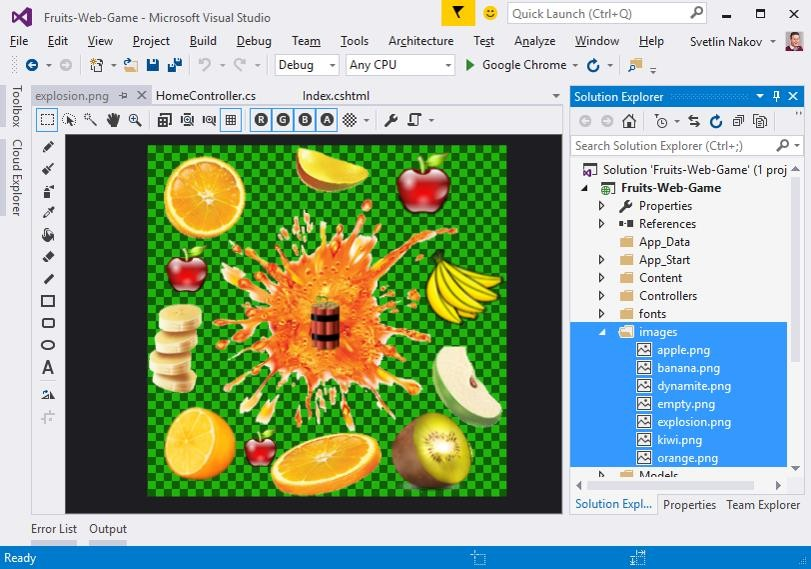 Fruits-Web-Game - Microsoft Visual Studio
Quick Launch (Ctrl+Q)
File Edit View Project Build Debug Team Tools Architecture Test Analyze Window Help Svetlin Nakov
Debug Any CPU Google Chrome
Toolbox
Cloud Explorer
explosion.png HomeController.cs Index.cshtml
R G B A
A
Solution Explorer
Search Solution Explorer (Ctrl+;)
Solution 'Fruits-Web-Game' (1 proj
Fruits-Web-Game
Properties
References
App_Data
App_Start
Content
Controllers
fonts
images
apple.png
banana.png
dynamite.png
empty.png
explosion.png
kiwi.png
orange.png
Models
Solution Expl... Properties Team Explorer
Error List Output
Ready